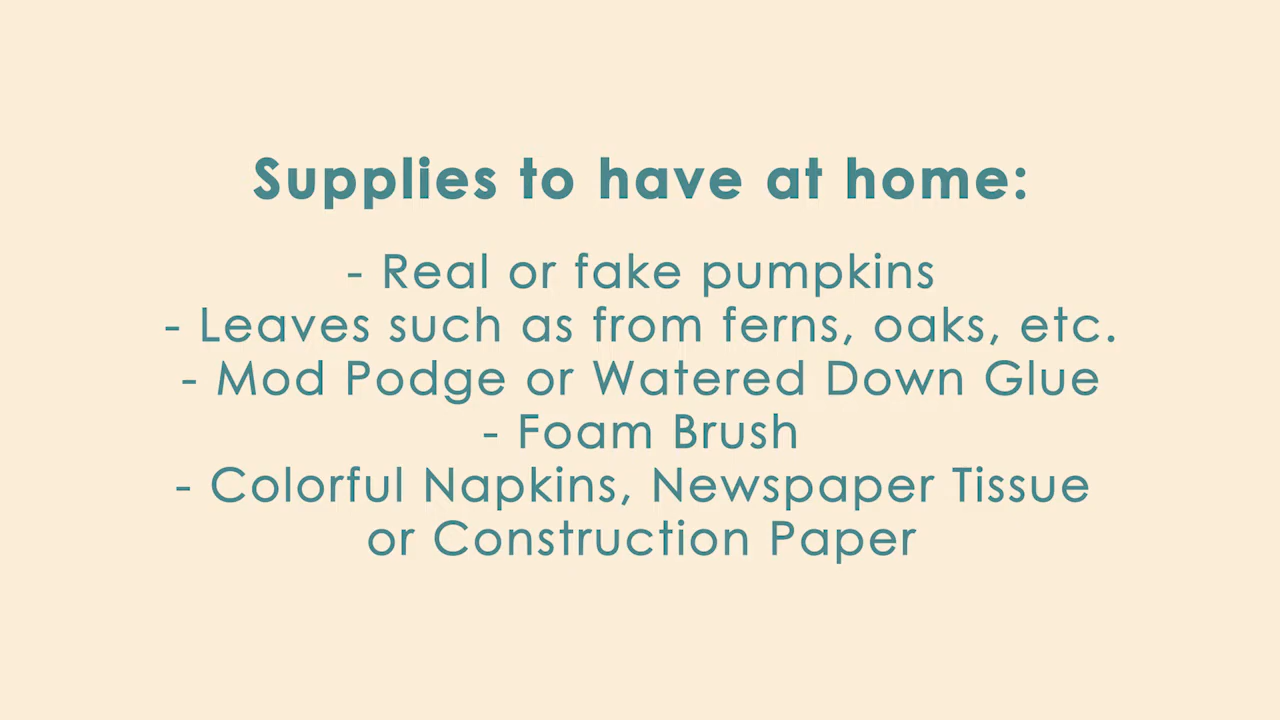 Supplies to have at home:
- Real or fake pumpkins
- Leaves such as from ferns, oaks, etc.
- Mod Podge or Watered Down Glue
- Foam Brush
- Colorful Napkins, Newspaper Tissue
or Construction Paper